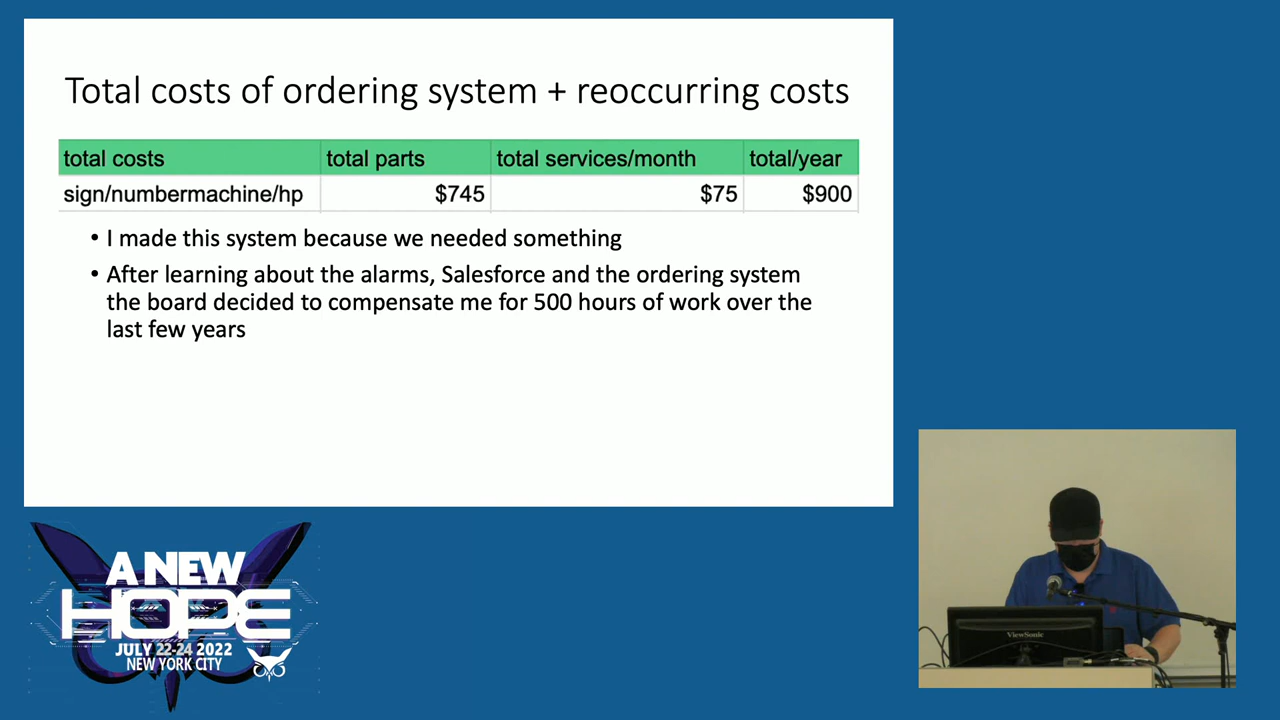 Total costs of ordering system + reoccurring costs
total costs total parts total services/month total/year
sign/numbermachine/hp $745 $75 $900
• I made this system because we needed something
• After learning about the alarms, Salesforce and the ordering system
the board decided to compensate me for 500 hours of work over the
last few years
A NEW
HOPE
JULY 22-24 2022
NEW YORK CITY
ViewSonic